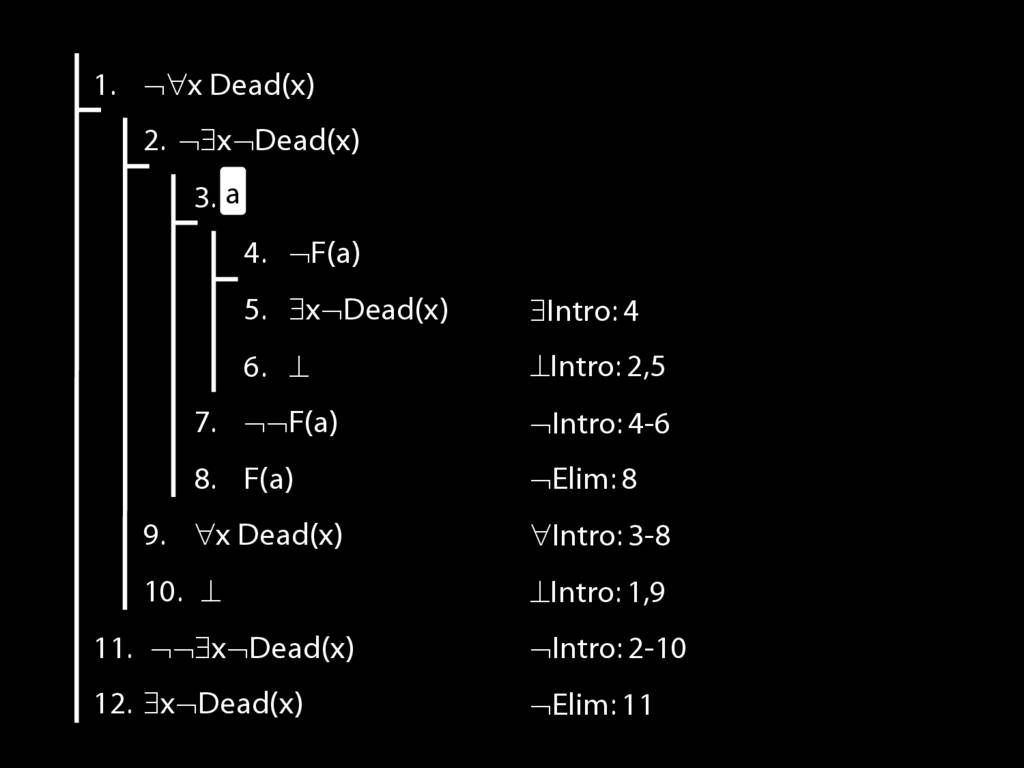 1. ¬∀x Dead(x)
2. ¬∃x¬Dead(x)
3. a
4. ¬F(a)
5. ∃x¬Dead(x) ∃Intro: 4
6. ⊥ ⊥Intro: 2,5
7. ¬¬F(a) ¬Intro: 4-6
8. F(a) ¬Elim: 8
9. ∀x Dead(x) ∀Intro: 3-8
10. ⊥ ⊥Intro: 1,9
11. ¬¬∃x¬Dead(x) ¬Intro: 2-10
12. ∃x¬Dead(x) ¬Elim: 11